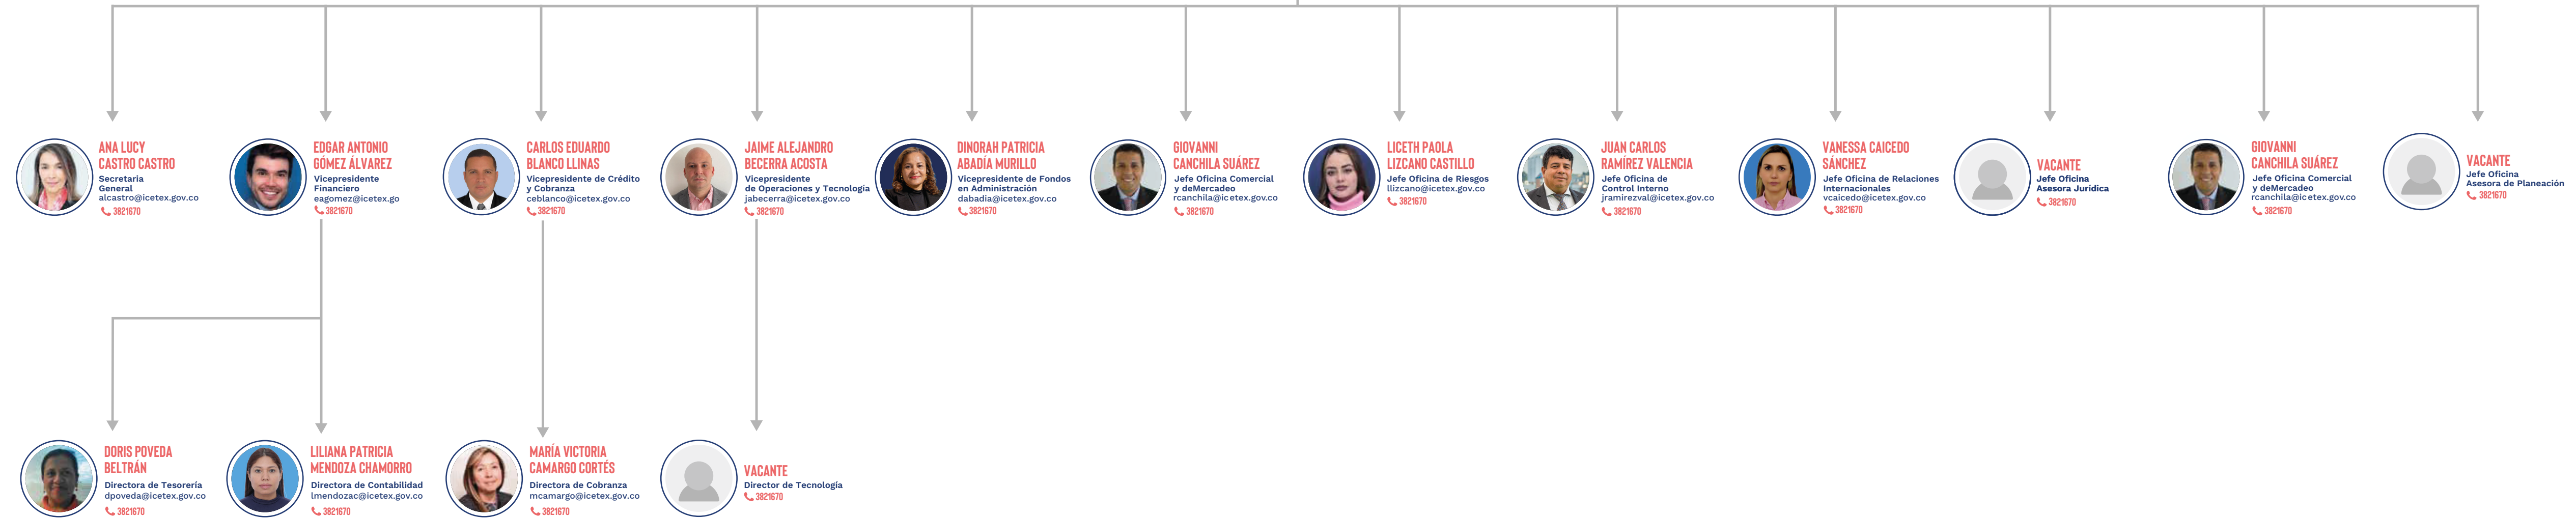 ANA LUCY
CASTRO CASTRO
Secretaria
General
alcastro@icetex.gov.co
3821670
EDGAR ANTONIO
GÓMEZ ÁLVAREZ
Vicepresidente
Financiero
eagomez@icetex.go
3821670
CARLOS EDUARDO
BLANCO LLINAS
Vicepresidente de Crédito
y Cobranza
ceblanco@icetex.gov.co
3821670
JAIME ALEJANDRO
BECERRA ACOSTA
Vicepresidente
de Operaciones y Tecnología
jabecerra@icetex.gov.co
3821670
DINORAH PATRICIA
ABADÍA MURILLO
Vicepresidente de Fondos
en Administración
dabadia@icetex.gov.co
3821670
GIOVANNI
CANCHILA SUÁREZ
Jefe Oficina Comercial
y deMercadeo
rcanchila@icetex.gov.co
3821670
LICETH PAOLA
LIZCANO CASTILLO
Jefe Oficina de Riesgos
llizcano@icetex.gov.co
3821670
JUAN CARLOS
RAMÍREZ VALENCIA
Jefe Oficina de
Control Interno
jramirezval@icetex.gov.co
3821670
VANESSA CAICEDO
SÁNCHEZ
Jefe Oficina de Relaciones
Internacionales
vcaicedo@icetex.gov.co
3821670
VACANTE
Jefe Oficina
Asesora Jurídica
3821670
GIOVANNI
CANCHILA SUÁREZ
Jefe Oficina Comercial
y deMercadeo
rcanchila@icetex.gov.co
3821670
VACANTE
Jefe Oficina
Asesora de Planeación
3821670
DORIS POVEDA
BELTRÁN
Directora de Tesorería
dpoveda@icetex.gov.co
3821670
LILIANA PATRICIA
MENDOZA CHAMORRO
Directora de Contabilidad
lmendozac@icetex.gov.co
3821670
MARÍA VICTORIA
CAMARGO CORTÉS
Directora de Cobranza
mcamargo@icetex.gov.co
3821670
VACANTE
Director de Tecnología
3821670